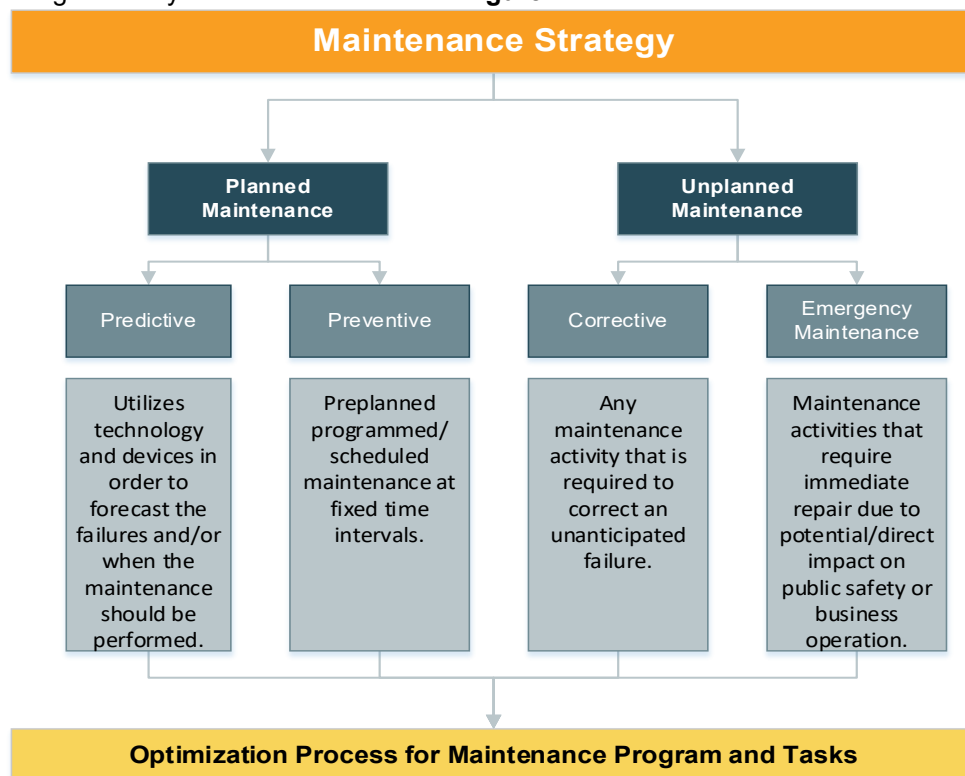 Maintenance Strategy
Planned
Maintenance
Unplanned
Maintenance
Predictive
Preventive
Corrective
Emergency
Maintenance
Utilizes
technology
and devices in
order to
forecast the
failures and/or
when the
maintenance
should be
performed.
Preplanned
programmed/
scheduled
maintenance at
fixed time
intervals.
Any
maintenance
activity that is
required to
correct an
unanticipated
failure.
Maintenance
activities that
require
immediate
repair due to
potential/direct
impact on
public safety or
business
operation.
Optimization Process for Maintenance Program and Tasks